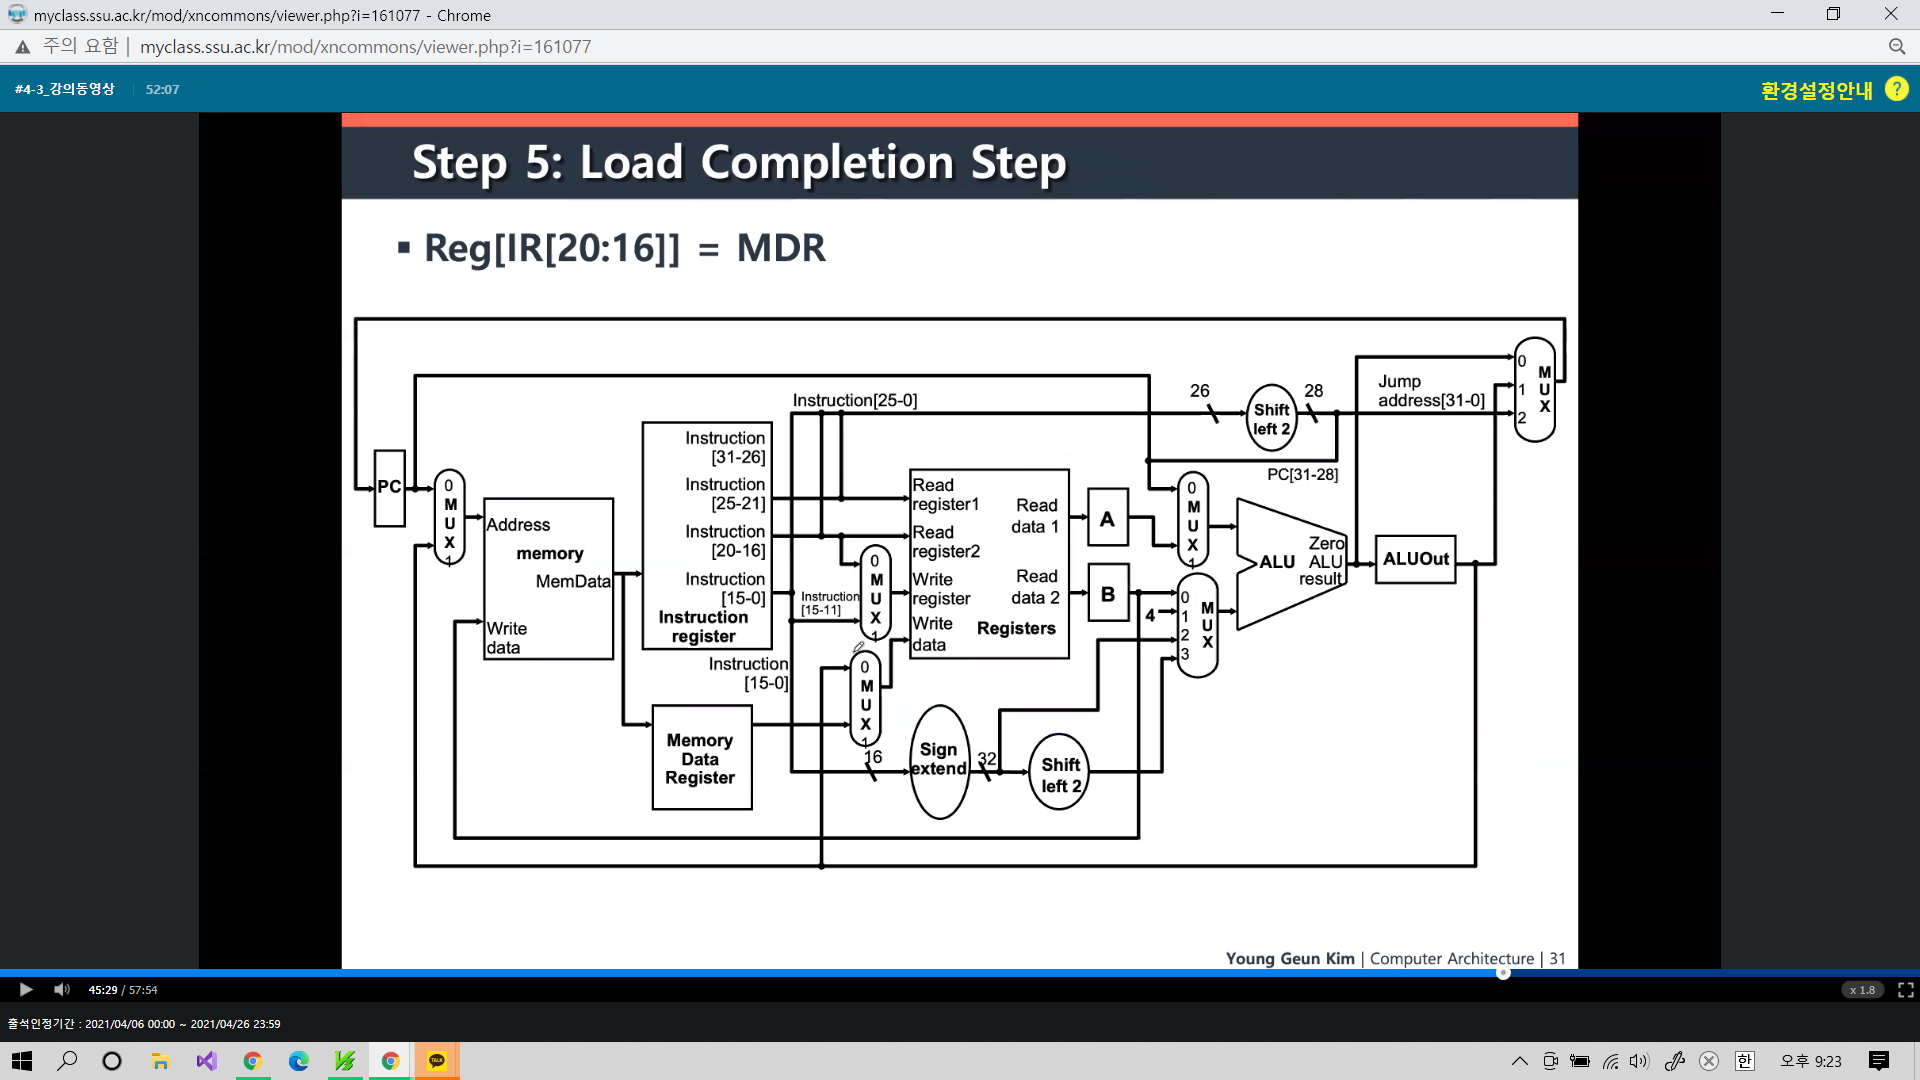 myclass.ssu.ac.kr/mod/xncommons/viewer.php?i=161077 - Chrome
주의 요함 | myclass.ssu.ac.kr/mod/xncommons/viewer.php?i=161077
#4-3_강의동영상 52:07
환경설정안내 ?
Step 5: Load Completion Step
▪ Reg[IR[20:16]] = MDR
Instruction[25-0]
26
Shift
left 2
28
Jump
address[31-0]
0
1
2
M
U
X
PC[31-28]
PC
0
M
U
X
1
Address
memory
MemData
Write
data
Instruction
[31-26]
Instruction
[25-21]
Instruction
[20-16]
Instruction
[15-0]
Instruction
register
Instruction
[15-0]
Instruction
[15-11]
0
M
U
X
1
Read
register1
Read
register2
Write
register
Write
data
Read
data 1
Read
data 2
Registers
A
B
4
0
M
U
X
1
0
1
2
3
M
U
X
Zero
ALU
ALU
result
ALUOut
Memory
Data
Register
0
M
U
X
1
16
Sign
extend
32
Shift
left 2
Young Geun Kim | Computer Architecture | 31
45:29 / 57:54
x 1.8
출석인정기간 : 2021/04/06 00:00 ~ 2021/04/26 23:59
TALK
한
오후 9:23